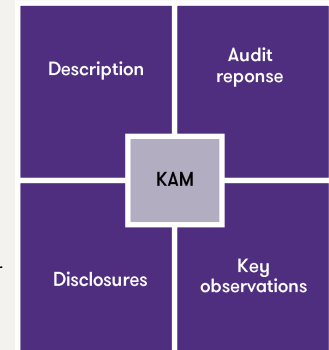 Description
Audit
reponse
KAM
Disclosures
Key
observations